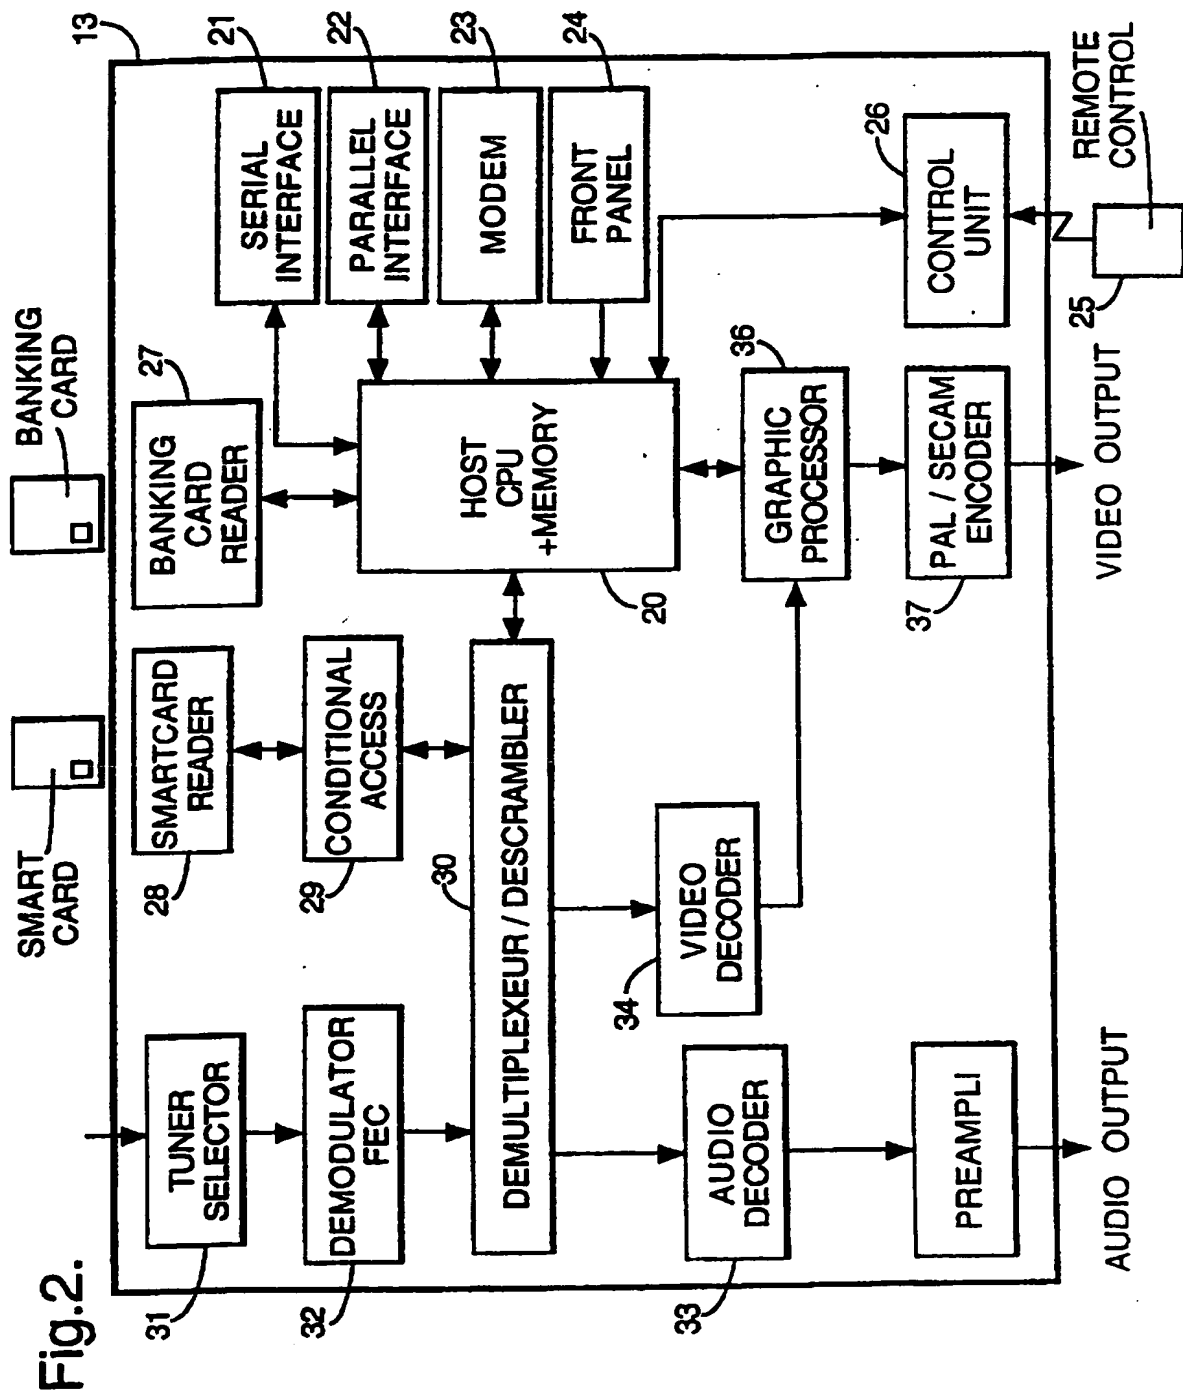 Fig.2.
SMART
CARD
BANKING
CARD
13
31
TUNER
SELECTOR
28
SMARTCARD
READER
27
BANKING
CARD
READER
SERIAL
INTERFACE
21
32
DEMODULATOR
FEC
29
CONDITIONAL
ACCESS
PARALLEL
INTERFACE
22
30
DEMULTIPLEXEUR / DESCRAMBLER
HOST
CPU
+MEMORY
20
MODEM
23
FRONT
PANEL
24
33
AUDIO
DECODER
34
VIDEO
DECODER
GRAPHIC
PROCESSOR
36
PREAMPLI
37
PAL / SECAM
ENCODER
CONTROL
UNIT
26
25
REMOTE
CONTROL
AUDIO OUTPUT
VIDEO OUTPUT